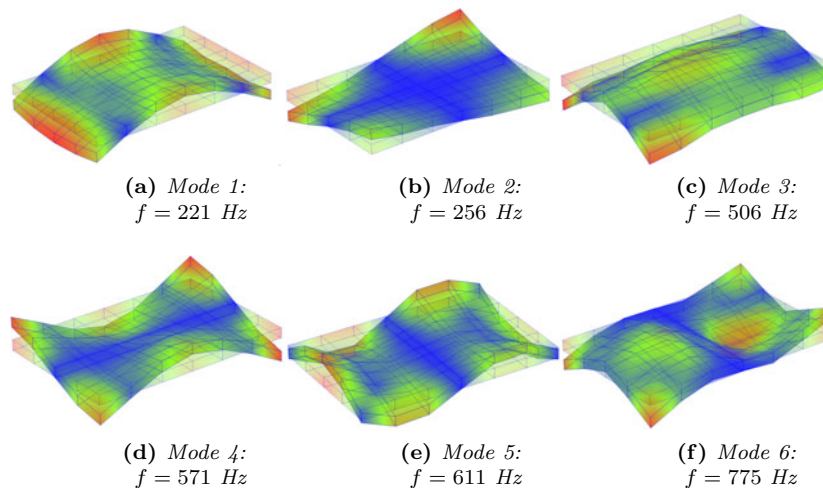 (a) Mode 1:
f = 221 Hz
(b) Mode 2:
f = 256 Hz
(c) Mode 3:
f = 506 Hz
(d) Mode 4:
f = 571 Hz
(e) Mode 5:
f = 611 Hz
(f) Mode 6:
f = 775 Hz